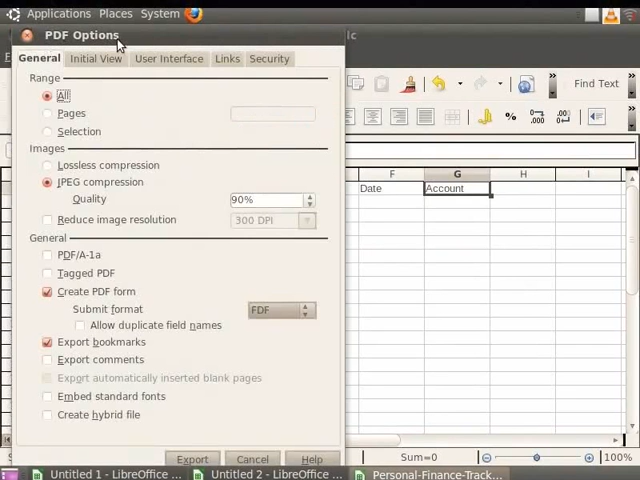 Applications Places System
PDF Options
lc
General Initial View User Interface Links Security
Range
All
Pages
Selection
Images
Lossless compression
JPEG compression
Quality 90%
Reduce image resolution 300 DPI
General
PDF/A-1a
Tagged PDF
Create PDF form
Submit format FDF
Allow duplicate field names
Export bookmarks
Export comments
Export automatically inserted blank pages
Embed standard fonts
Create hybrid file
Export Cancel Help
Find Text
F G H I
Date Account
Sum=0 100%
Untitled 1 - LibreOffice ... Untitled 2 - LibreOffice ... Personal-Finance-Track...